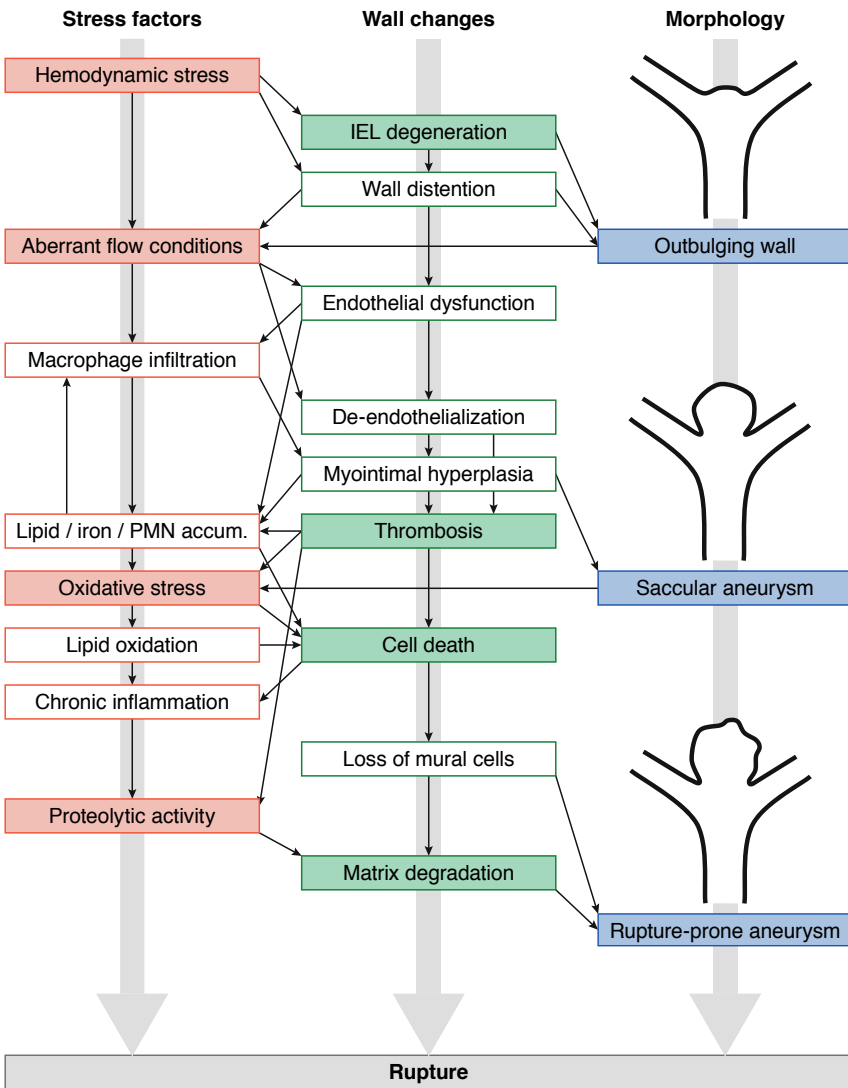 Stress factors
Wall changes
Morphology
Hemodynamic stress
IEL degeneration
Wall distention
Aberrant flow conditions
Outbulging wall
Endothelial dysfunction
Macrophage infiltration
De-endothelialization
Myointimal hyperplasia
Lipid / iron / PMN accum.
Thrombosis
Oxidative stress
Saccular aneurysm
Lipid oxidation
Cell death
Chronic inflammation
Loss of mural cells
Proteolytic activity
Matrix degradation
Rupture-prone aneurysm
Rupture